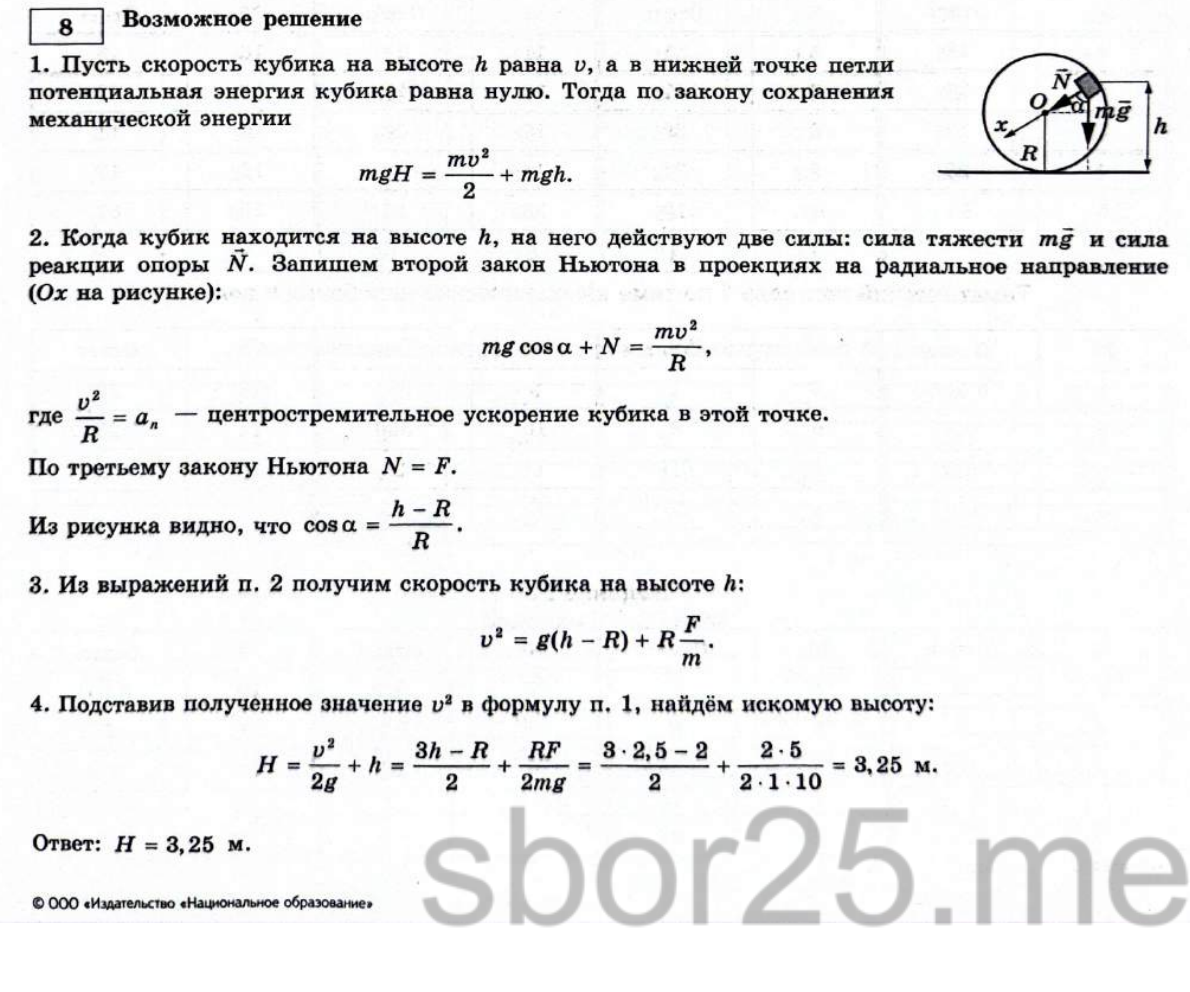 8 Возможное решение
1. Пусть скорость кубика на высоте h равна υ, а в нижней точке петли
потенциальная энергия кубика равна нулю. Тогда по закону сохранения
механической энергии
mgH = mυ²/2 + mgh.
N⃗
O
α
mg⃗
x
h
R
2. Когда кубик находится на высоте h, на него действуют две силы: сила тяжести mg⃗ и сила
реакции опоры N⃗. Запишем второй закон Ньютона в проекциях на радиальное направление
(Ox на рисунке):
mg cos α + N = mυ²/R,
где υ²/R = aₙ — центростремительное ускорение кубика в этой точке.
По третьему закону Ньютона N = F.
Из рисунка видно, что cos α = (h − R)/R.
3. Из выражений п. 2 получим скорость кубика на высоте h:
υ² = g(h − R) + R F/m.
4. Подставив полученное значение υ² в формулу п. 1, найдём искомую высоту:
H = υ²/2g + h = (3h − R)/2 + RF/2mg = (3 · 2,5 − 2)/2 + (2 · 5)/(2 · 1 · 10) = 3,25 м.
Ответ: H = 3,25 м.
© ООО «Издательство «Национальное образование»
sbor25.me